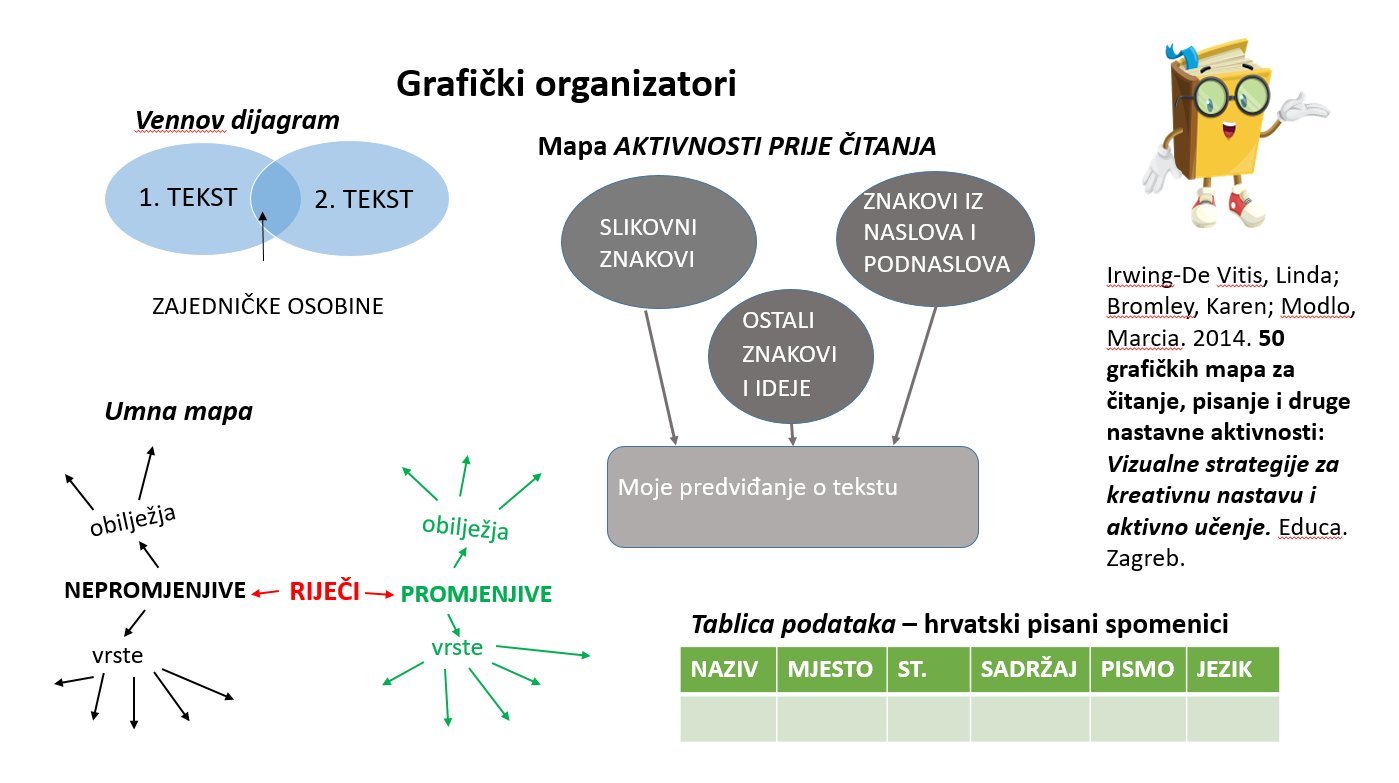 Grafički organizatori
Vennov dijagram
1. TEKST
2. TEKST
ZAJEDNIČKE OSOBINE
Mapa AKTIVNOSTI PRIJE ČITANJA
SLIKOVNI
ZNAKOVI
ZNAKOVI IZ
NASLOVA I
PODNASLOVA
OSTALI
ZNAKOVI
I IDEJE
Moje predviđanje o tekstu
Irwing-De Vitis, Linda;
Bromley, Karen; Modlo,
Marcia. 2014. 50
grafičkih mapa za
čitanje, pisanje i druge
nastavne aktivnosti:
Vizualne strategije za
kreativnu nastavu i
aktivno učenje. Educa.
Zagreb.
Umna mapa
obilježja
obilježja
NEPROMJENJIVE
RIJEČI
PROMJENJIVE
vrste
vrste
Tablica podataka – hrvatski pisani spomenici
NAZIV MJESTO ST. SADRŽAJ PISMO JEZIK